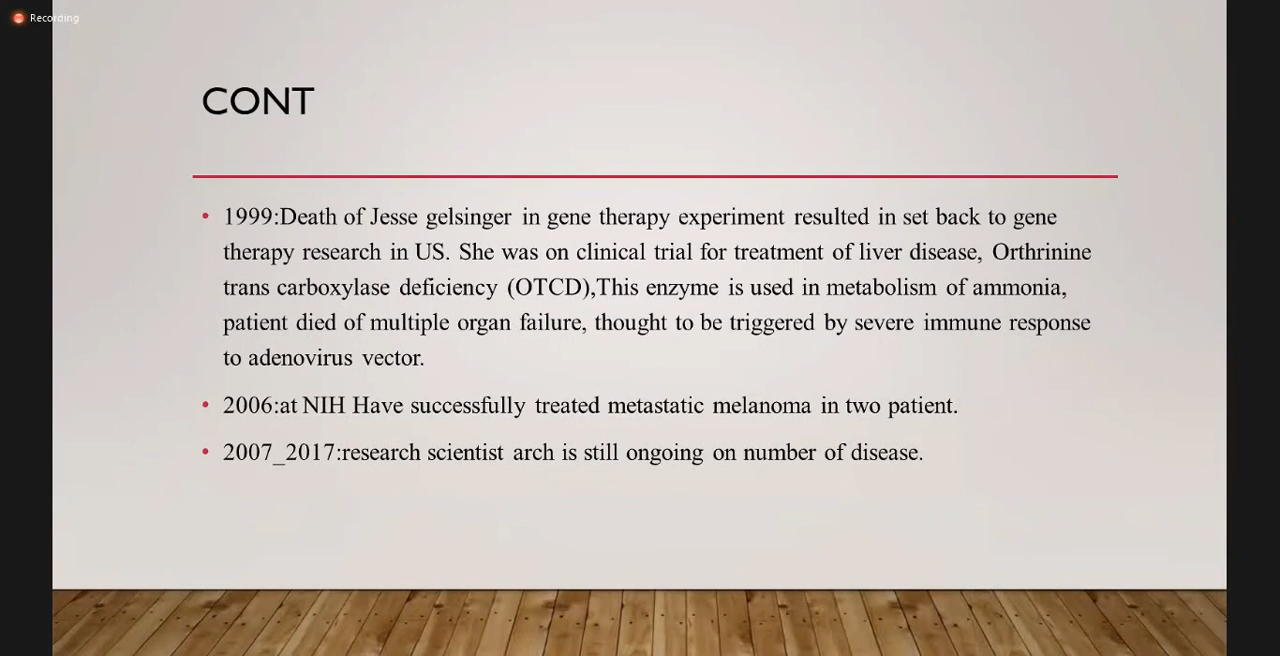 Recording
CONT
• 1999:Death of Jesse gelsinger in gene therapy experiment resulted in set back to gene
therapy research in US. She was on clinical trial for treatment of liver disease, Orthrinine
trans carboxylase deficiency (OTCD),This enzyme is used in metabolism of ammonia,
patient died of multiple organ failure, thought to be triggered by severe immune response
to adenovirus vector.
• 2006:at NIH Have successfully treated metastatic melanoma in two patient.
• 2007_2017:research scientist arch is still ongoing on number of disease.